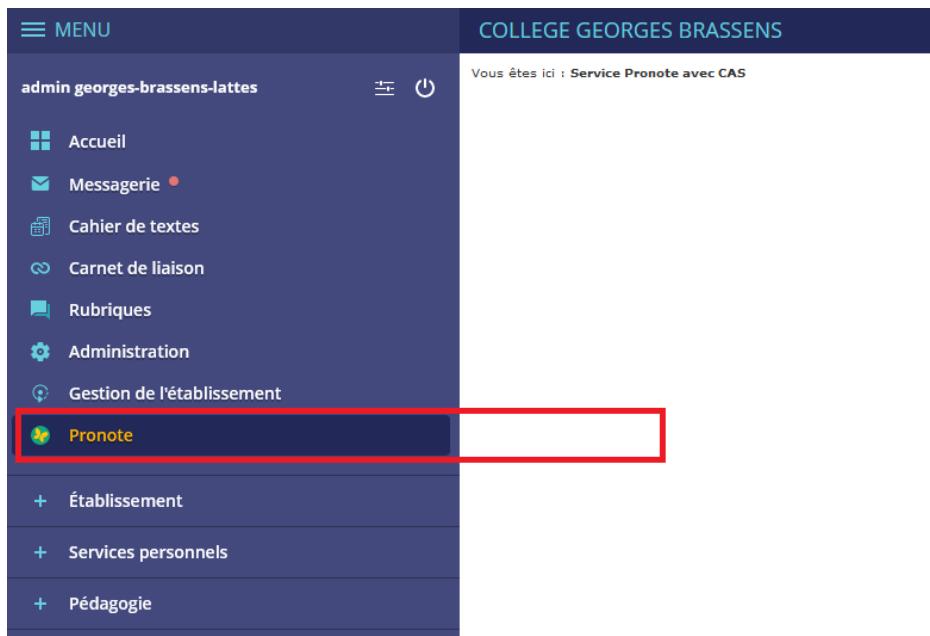 MENU
COLLEGE GEORGES BRASSENS
admin georges-brassens-lattes
Vous êtes ici : Service Pronote avec CAS
Accueil
Messagerie
Cahier de textes
Carnet de liaison
Rubriques
Administration
Gestion de l'établissement
Pronote
+ Établissement
+ Services personnels
+ Pédagogie